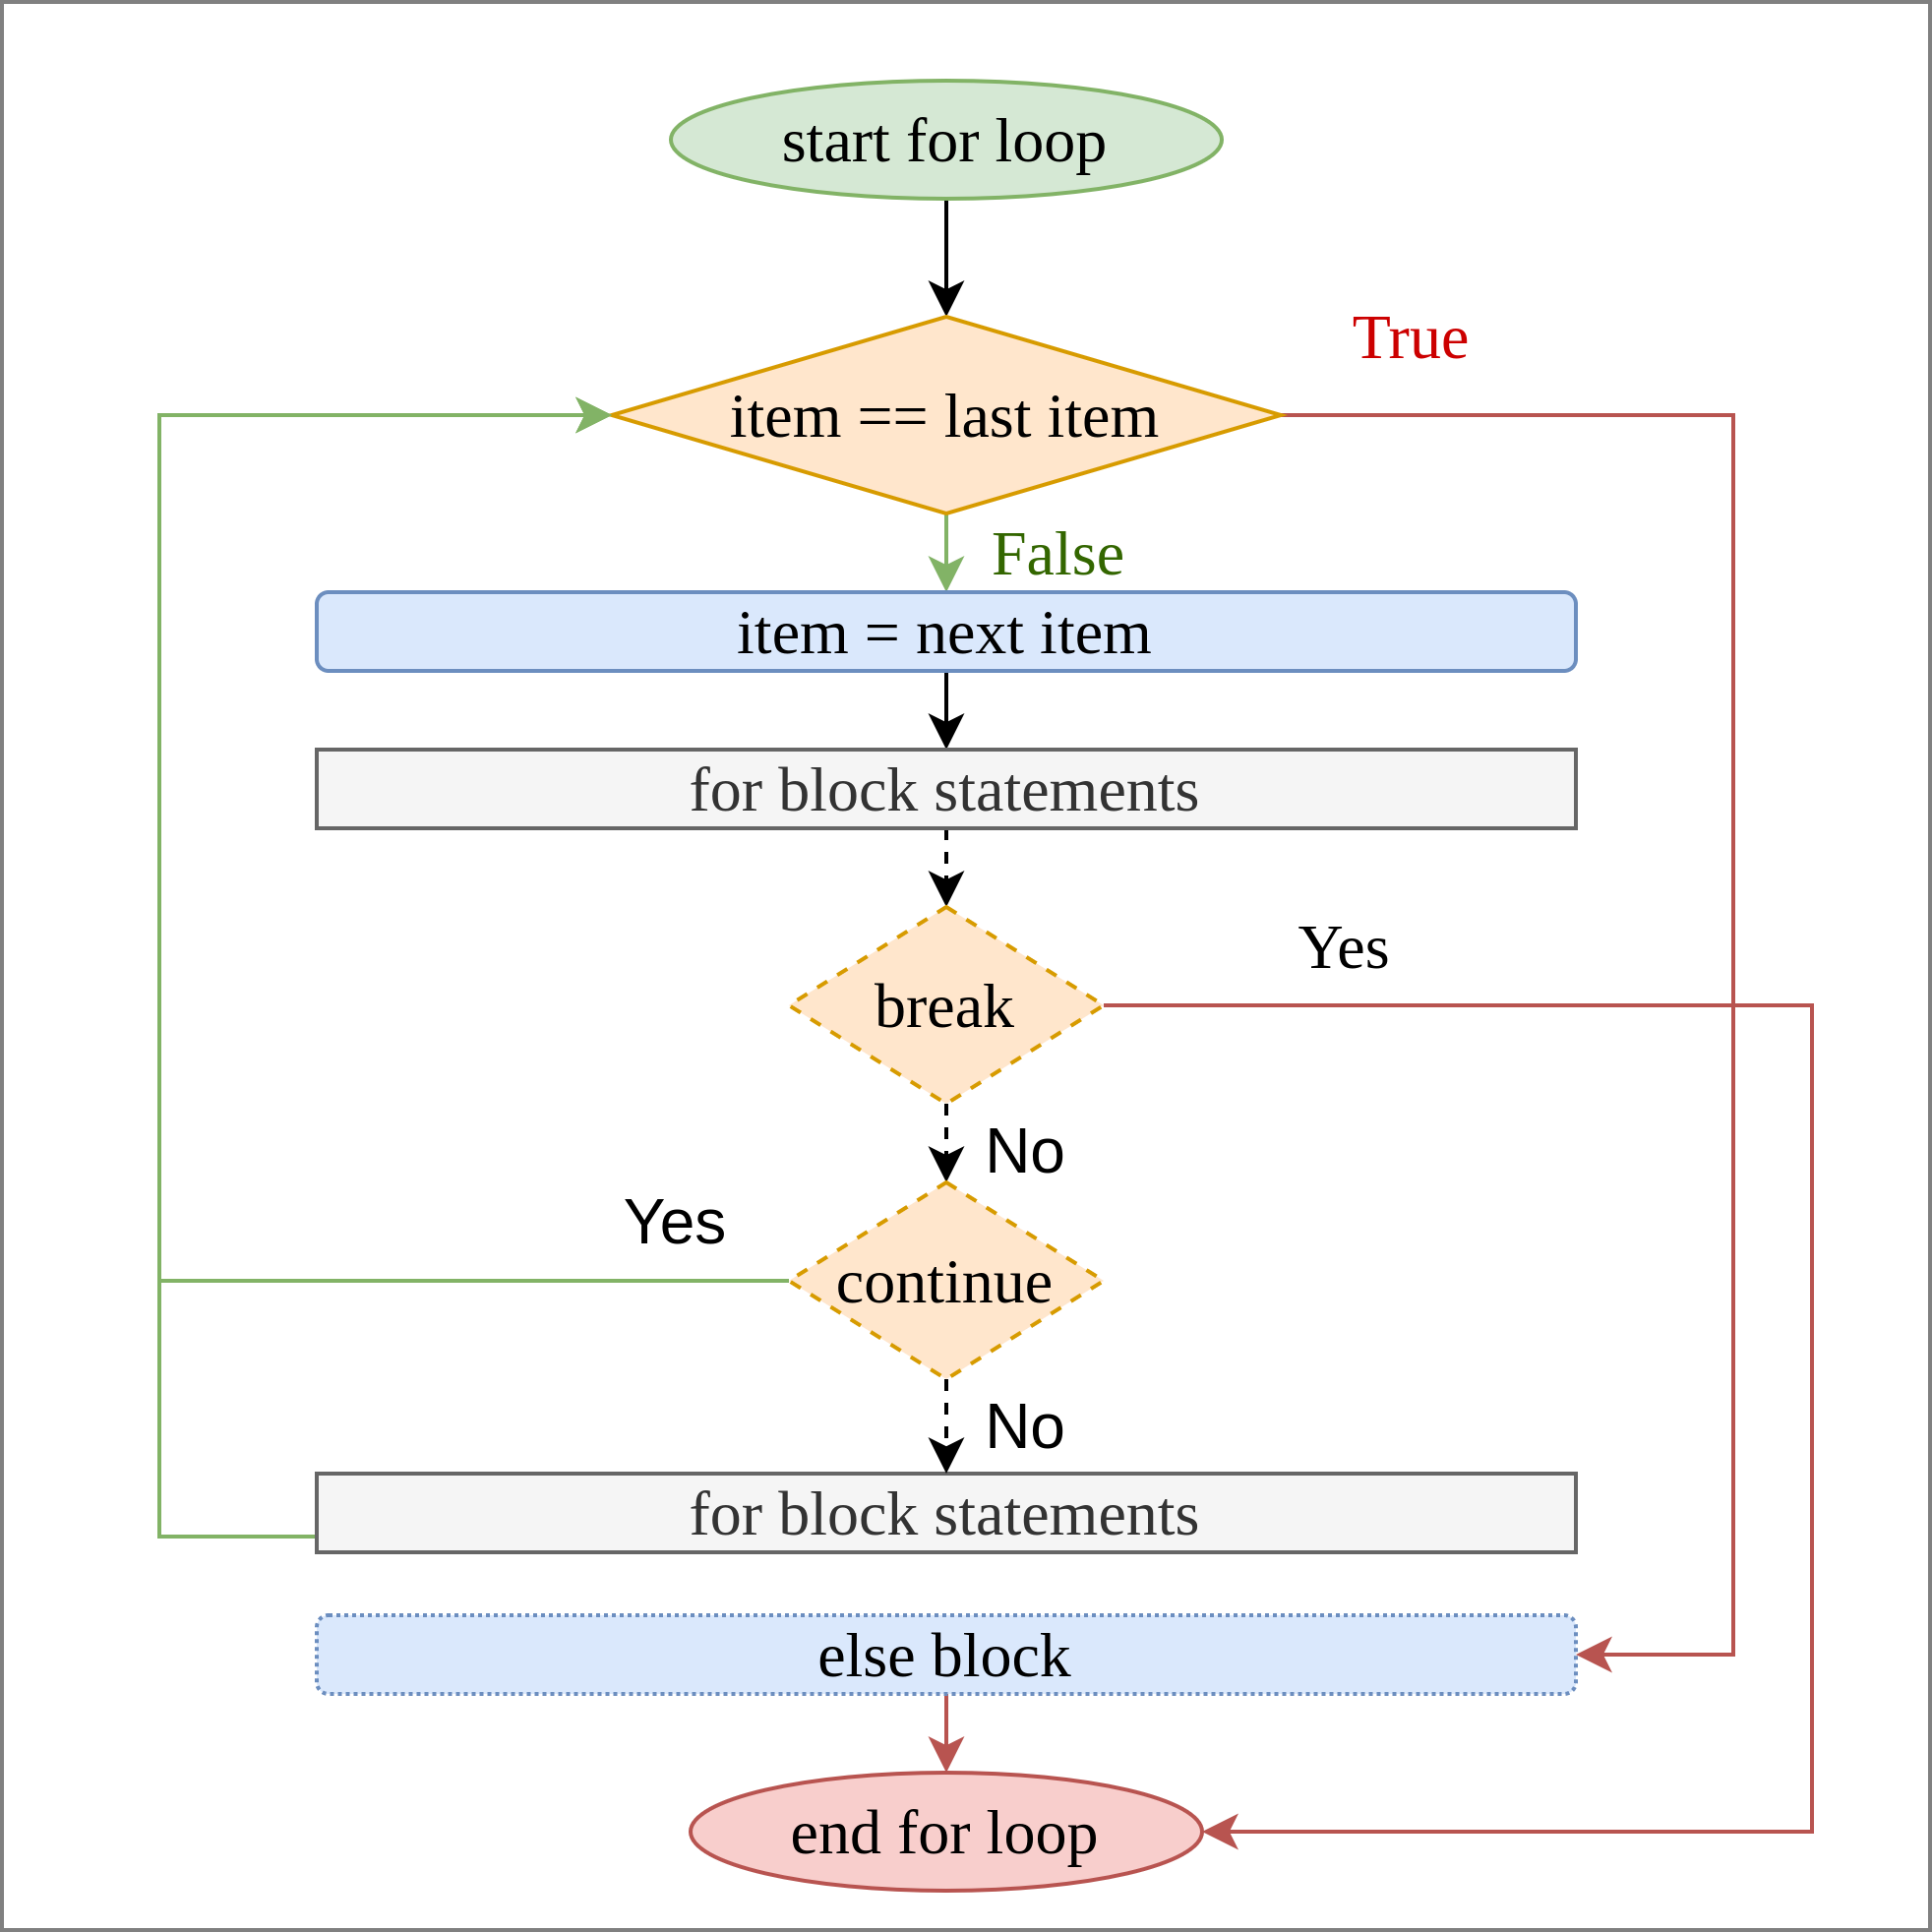 start for loop
True
item == last item
False
item = next item
for block statements
Yes
break
No
Yes
continue
No
for block statements
else block
end for loop